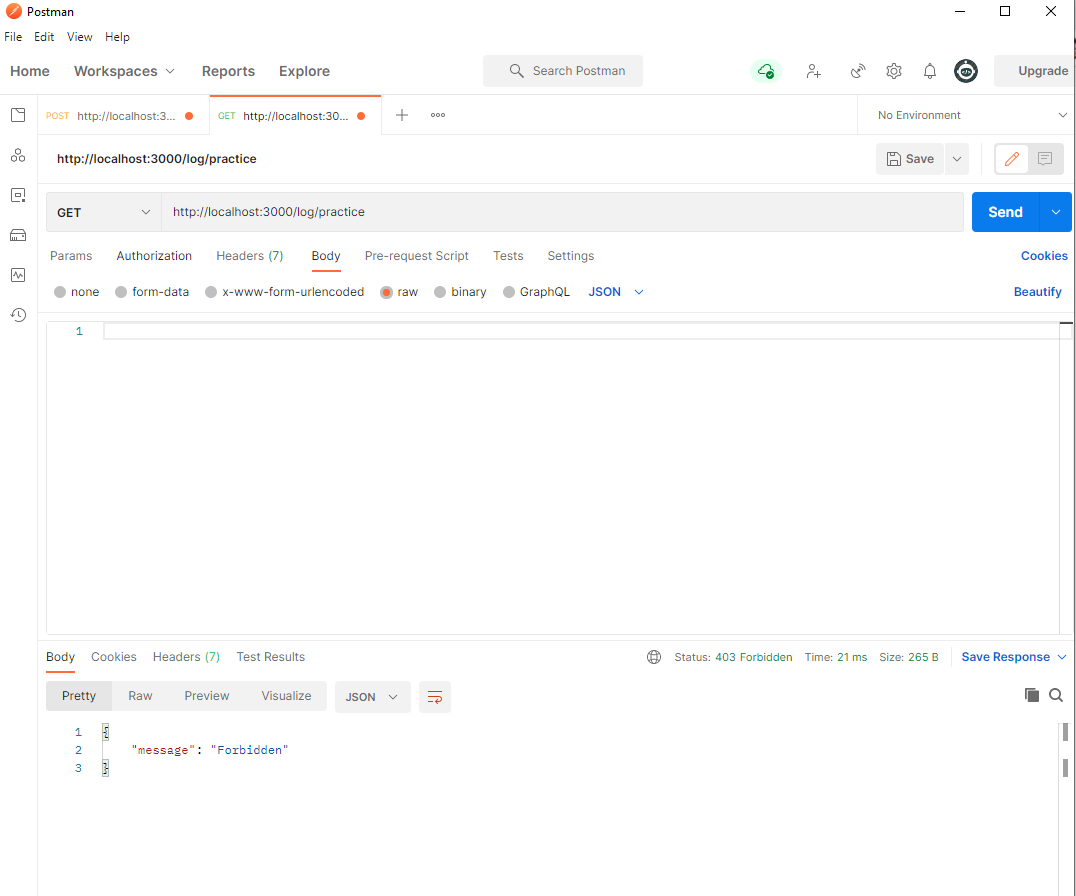 Postman
File Edit View Help
Home Workspaces Reports Explore Search Postman Upgrade
POST http://localhost:3... GET http://localhost:30... No Environment
http://localhost:3000/log/practice Save
GET http://localhost:3000/log/practice Send
Params Authorization Headers (7) Body Pre-request Script Tests Settings Cookies
none form-data x-www-form-urlencoded raw binary GraphQL JSON Beautify
1
Body Cookies Headers (7) Test Results Status: 403 Forbidden Time: 21 ms Size: 265 B Save Response
Pretty Raw Preview Visualize JSON
1 {
2 "message": "Forbidden"
3 }